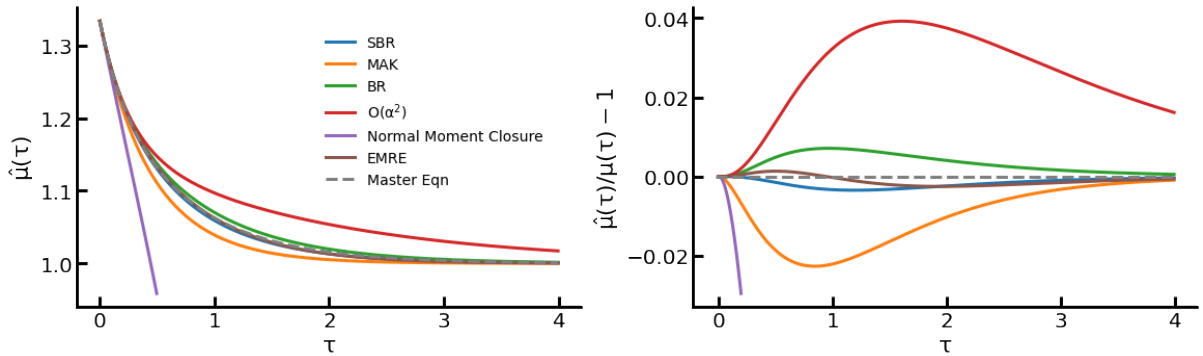 1.3
1.2
1.1
1.0
μ̂(τ)
0
1
2
3
4
τ
SBR
MAK
BR
O(α²)
Normal Moment Closure
EMRE
Master Eqn
0.04
0.02
0.00
−0.02
μ̂(τ)/μ(τ) − 1
0
1
2
3
4
τ